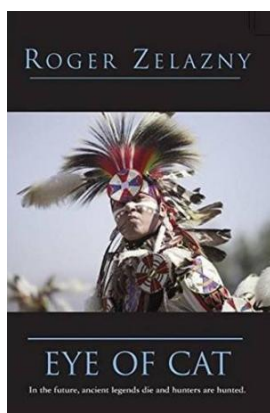 ROGER ZELAZNY
EYE OF CAT
In the future, ancient legends die and hunters are hunted.